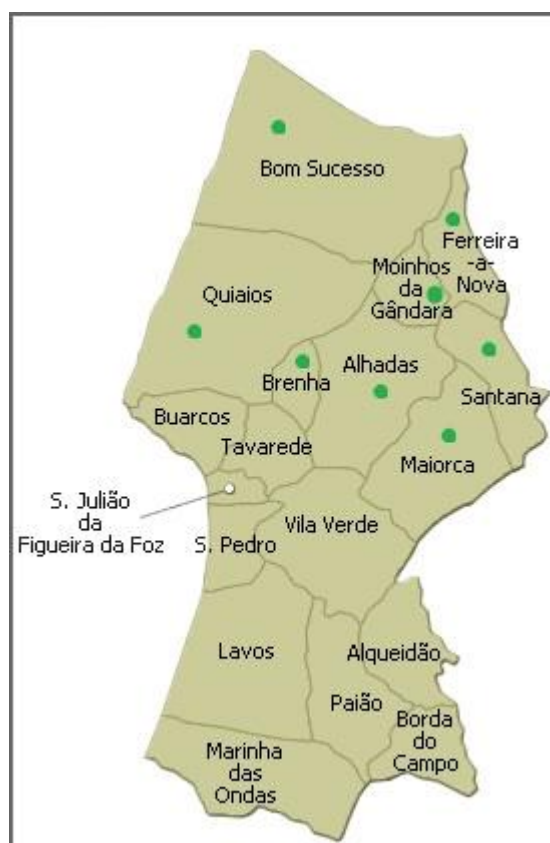 Bom Sucesso
Ferreira
-a-
Nova
Moinhos
da
Gândara
Quiaios
Brenha
Alhadas
Santana
Buarcos
Tavarede
Maiorca
S. Julião
da
Figueira da Foz
S. Pedro
Vila Verde
Lavos
Alqueidão
Paião
Borda
do
Campo
Marinha
das
Ondas